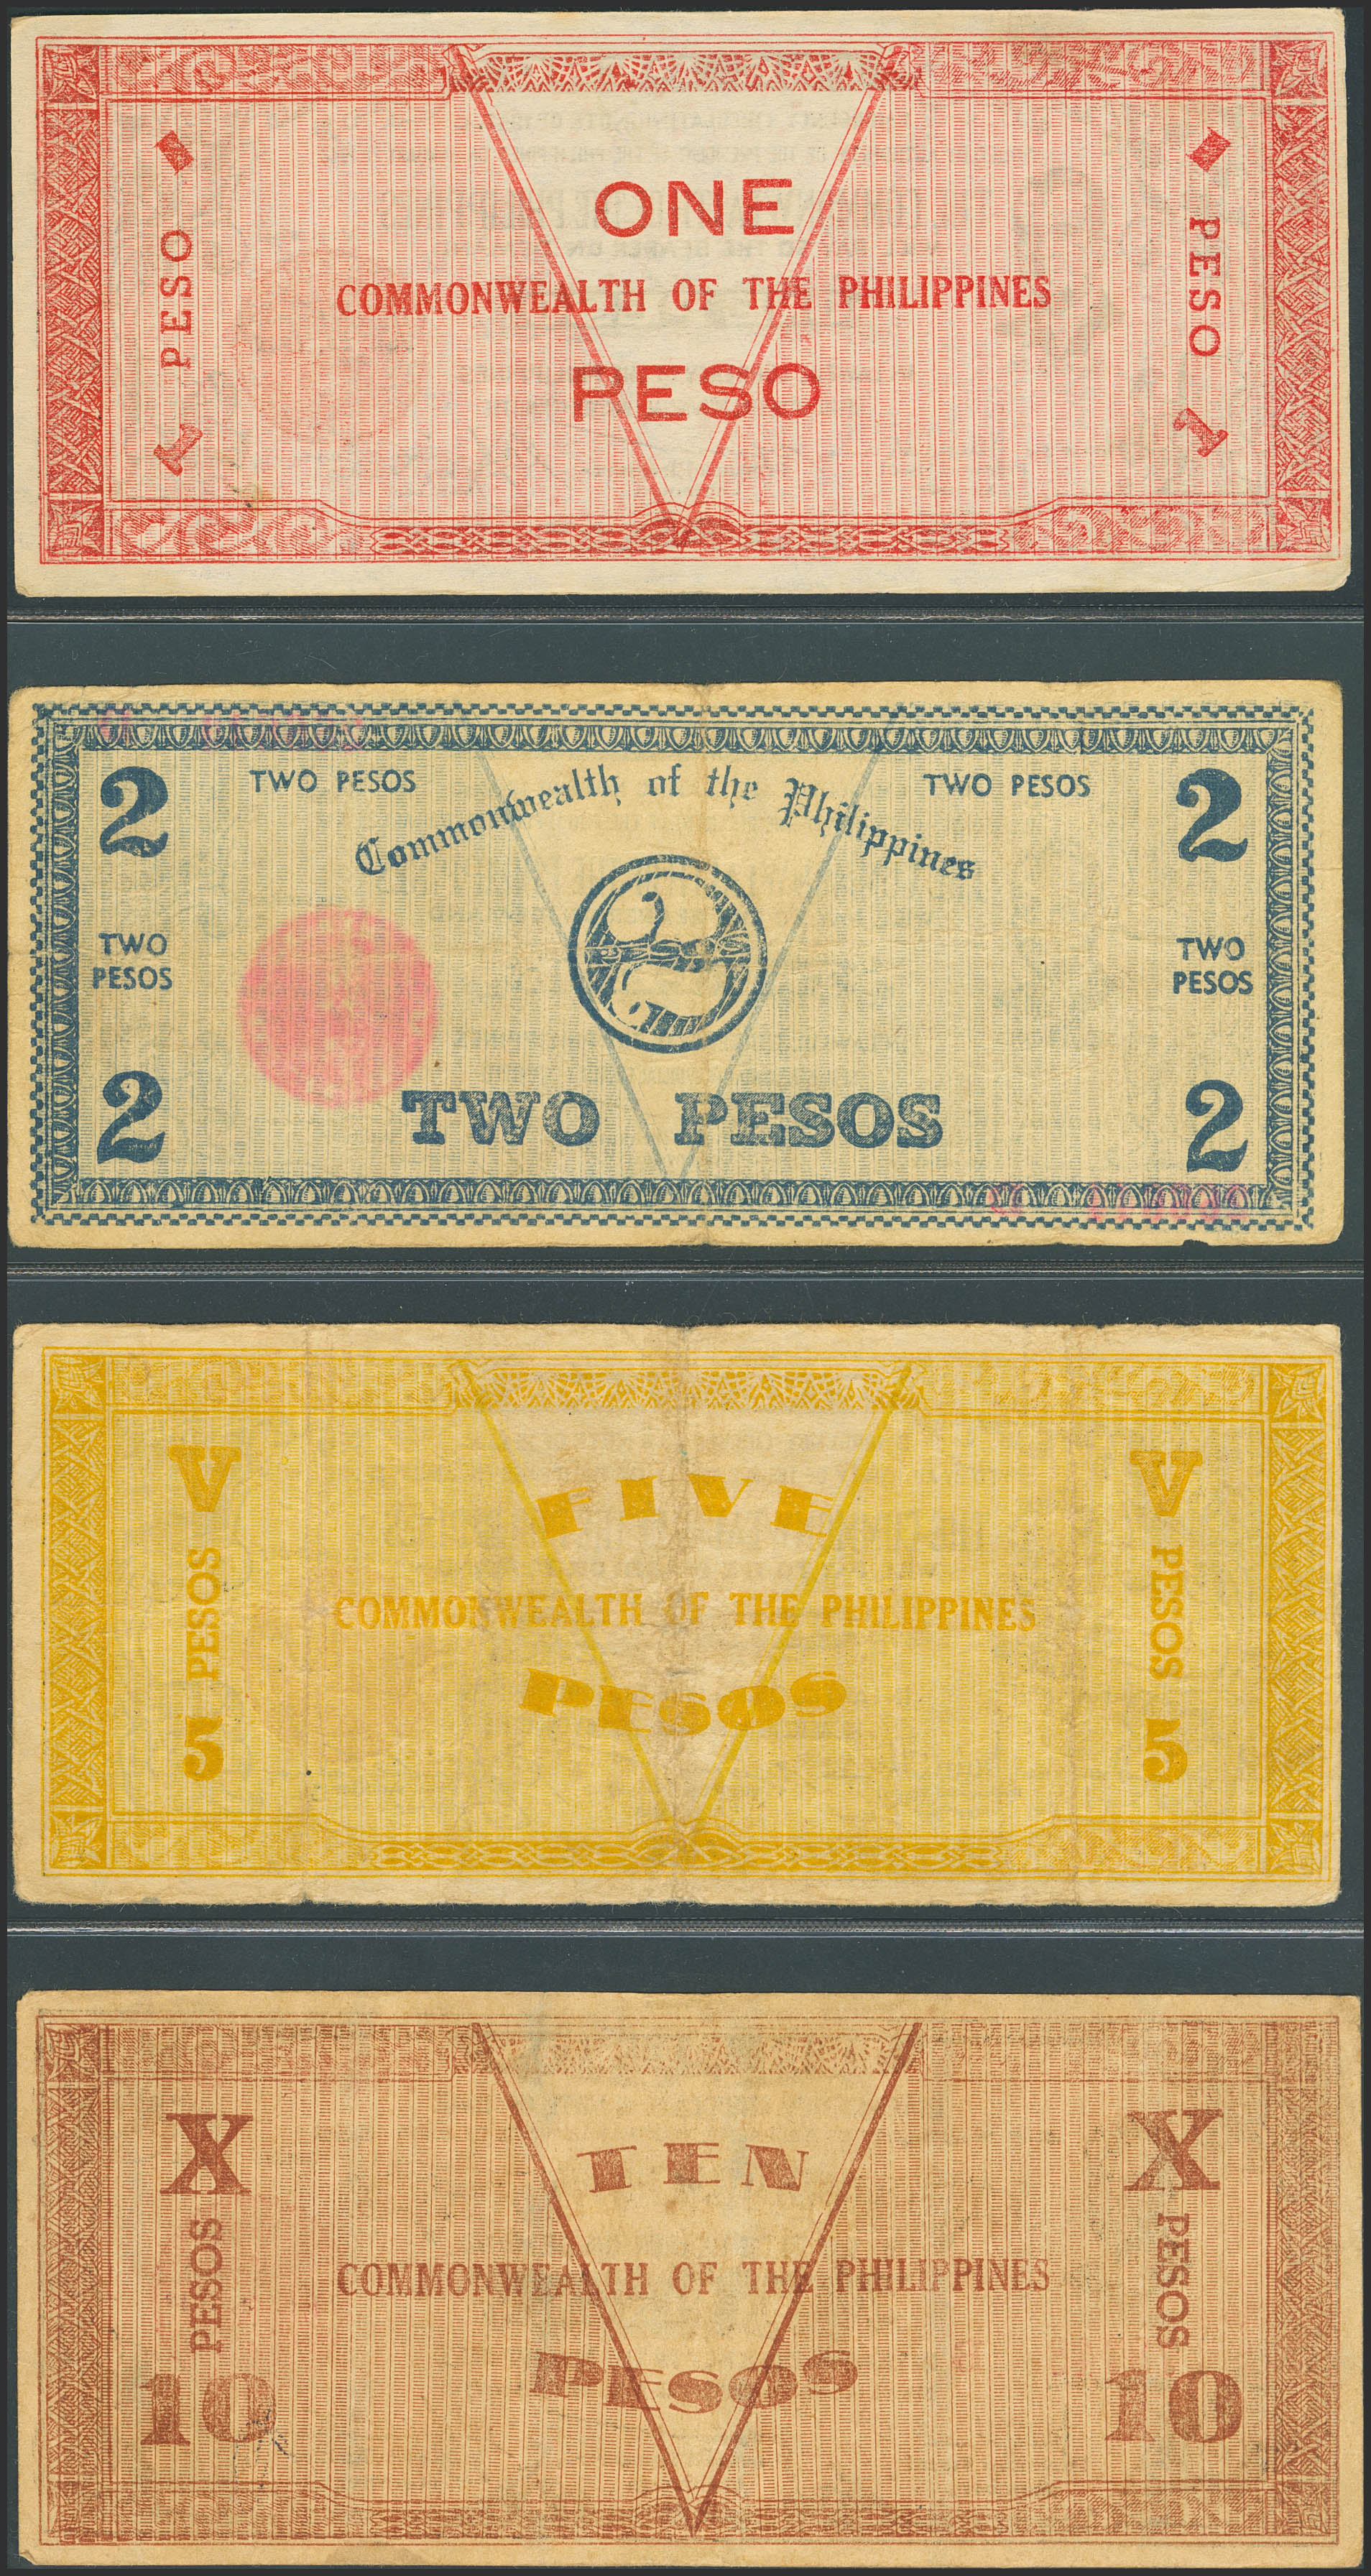 ONE
COMMONWEALTH OF THE PHILIPPINES
PESO
PESO 1
PESO 1
TWO PESOS
Commonwealth of the Philippines
TWO PESOS
2
2
TWO PESOS
TWO PESOS
2
TWO PESOS
2
V
FIVE
V
PESOS
COMMONWEALTH OF THE PHILIPPINES
PESOS
PESOS
5
5
X
TEN
X
PESOS
COMMONWEALTH OF THE PHILIPPINES
PESOS
PESOS
10
10